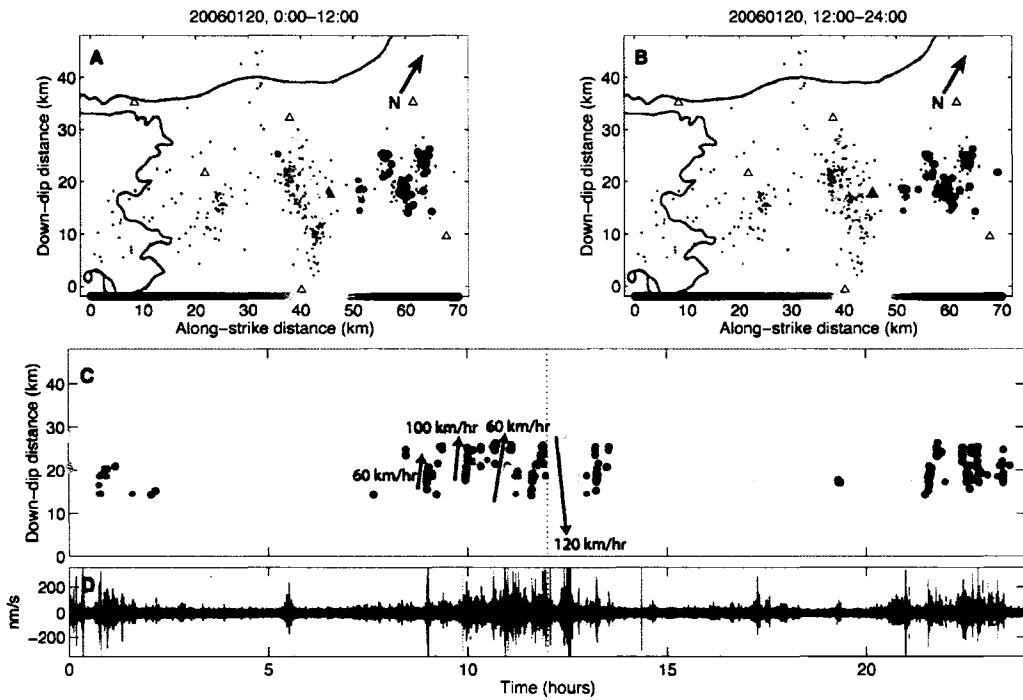 20060120, 0:00–12:00
20060120, 12:00–24:00
A
N
40
30
20
10
0
Down–dip distance (km)
0 10 20 30 40 50 60 70
Along–strike distance (km)
B
N
40
30
20
10
0
Down–dip distance (km)
0 10 20 30 40 50 60 70
Along–strike distance (km)
C
40
30
20
10
0
Down–dip distance (km)
100 km/hr
60 km/hr
60 km/hr
120 km/hr
D
200
0
−200
nm/s
0 5 10 15 20
Time (hours)